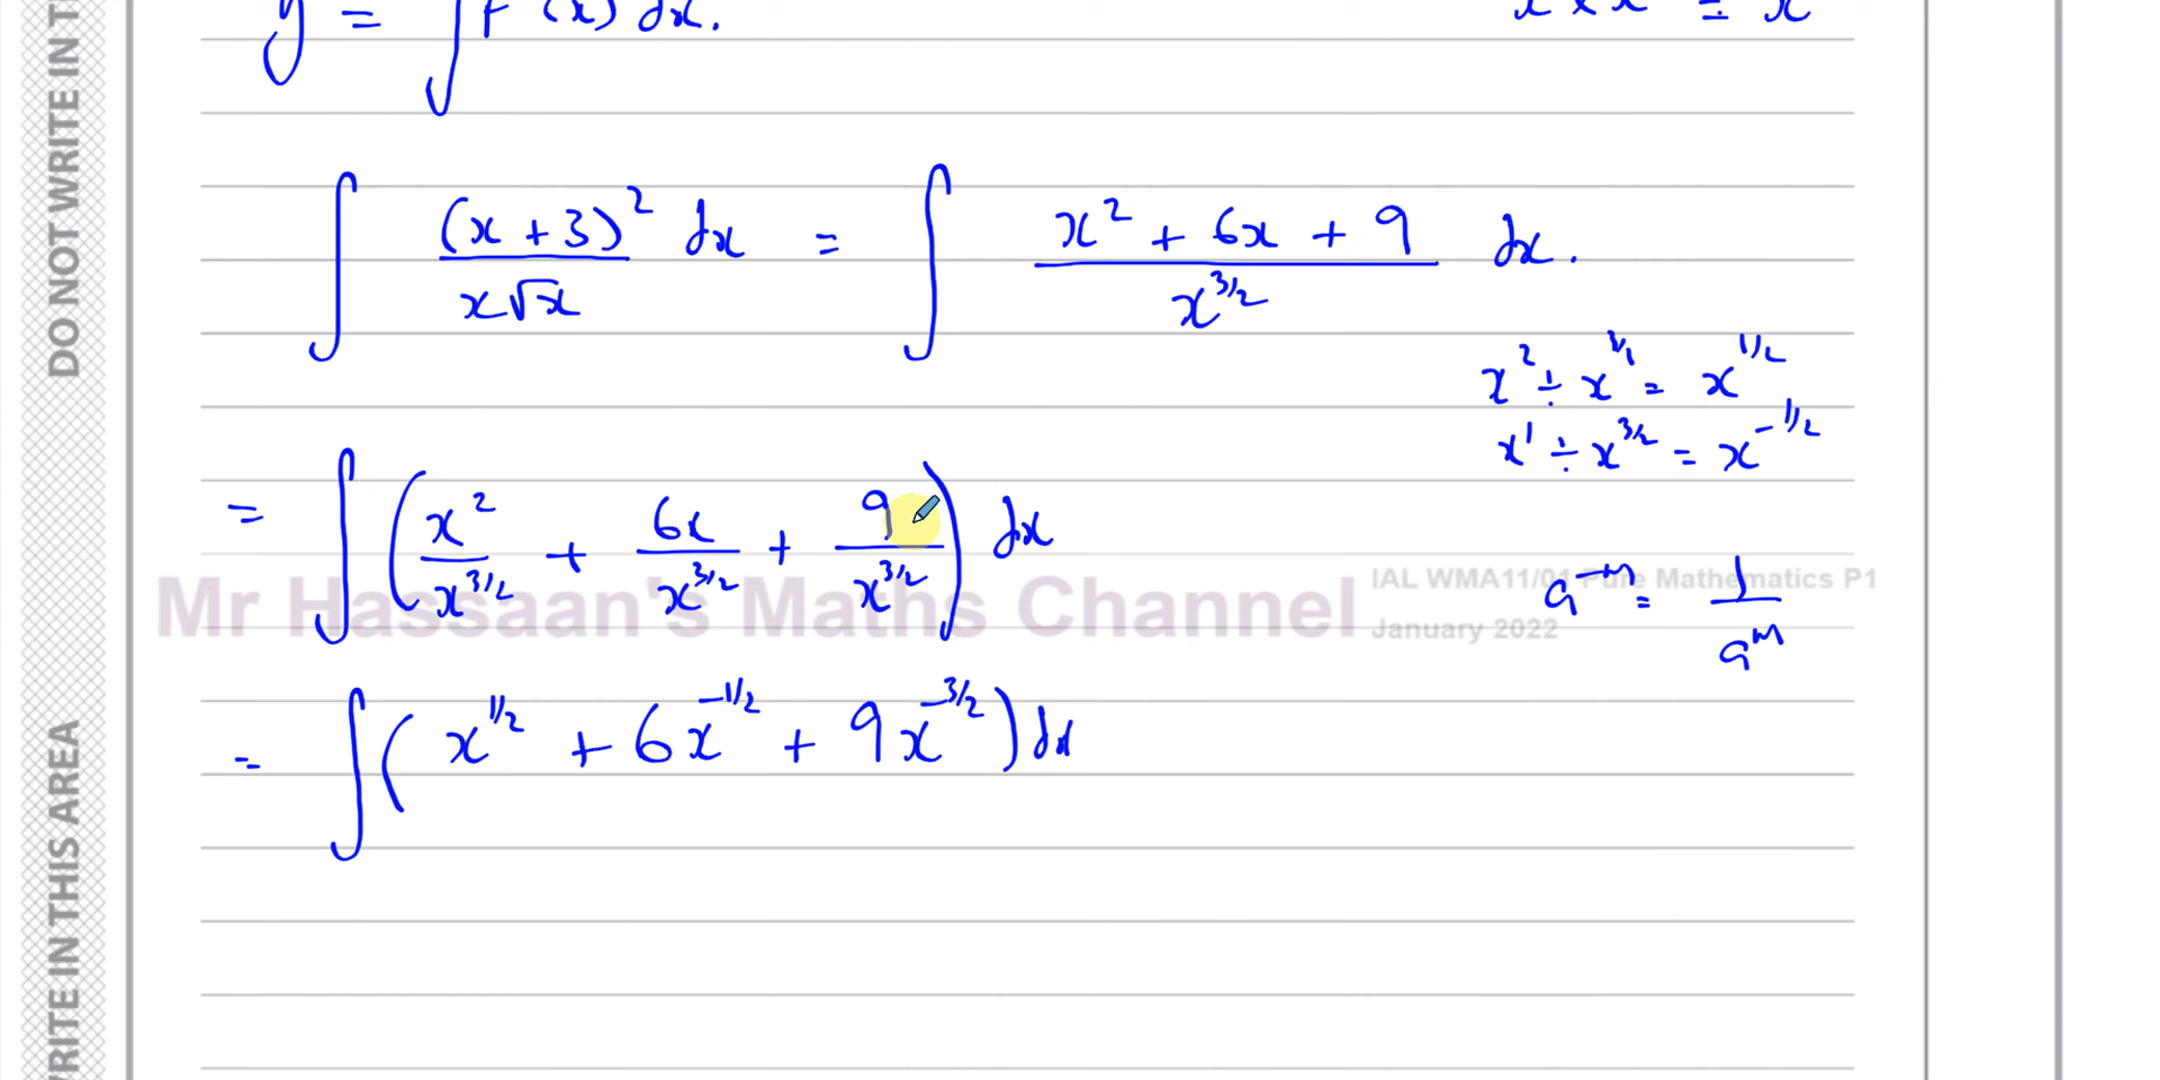 y = ∫ f'(x) dx.
x × x = x
∫ (x+3)² / x√x dx = ∫ x² + 6x + 9 / x^3/2 dx.
x² ÷ x^3/2 = x^1/2
x¹ ÷ x^3/2 = x^-1/2
= ∫ ( x² / x^3/2 + 6x / x^3/2 + 9 / x^3/2 ) dx
Mr Hassaan's Maths Channel
IAL WMA11/01 Pure Mathematics P1
January 2022
a^-m = 1 / a^m
= ∫ ( x^1/2 + 6x^-1/2 + 9x^-3/2 ) dx
DO NOT WRITE IN T
WRITE IN THIS AREA